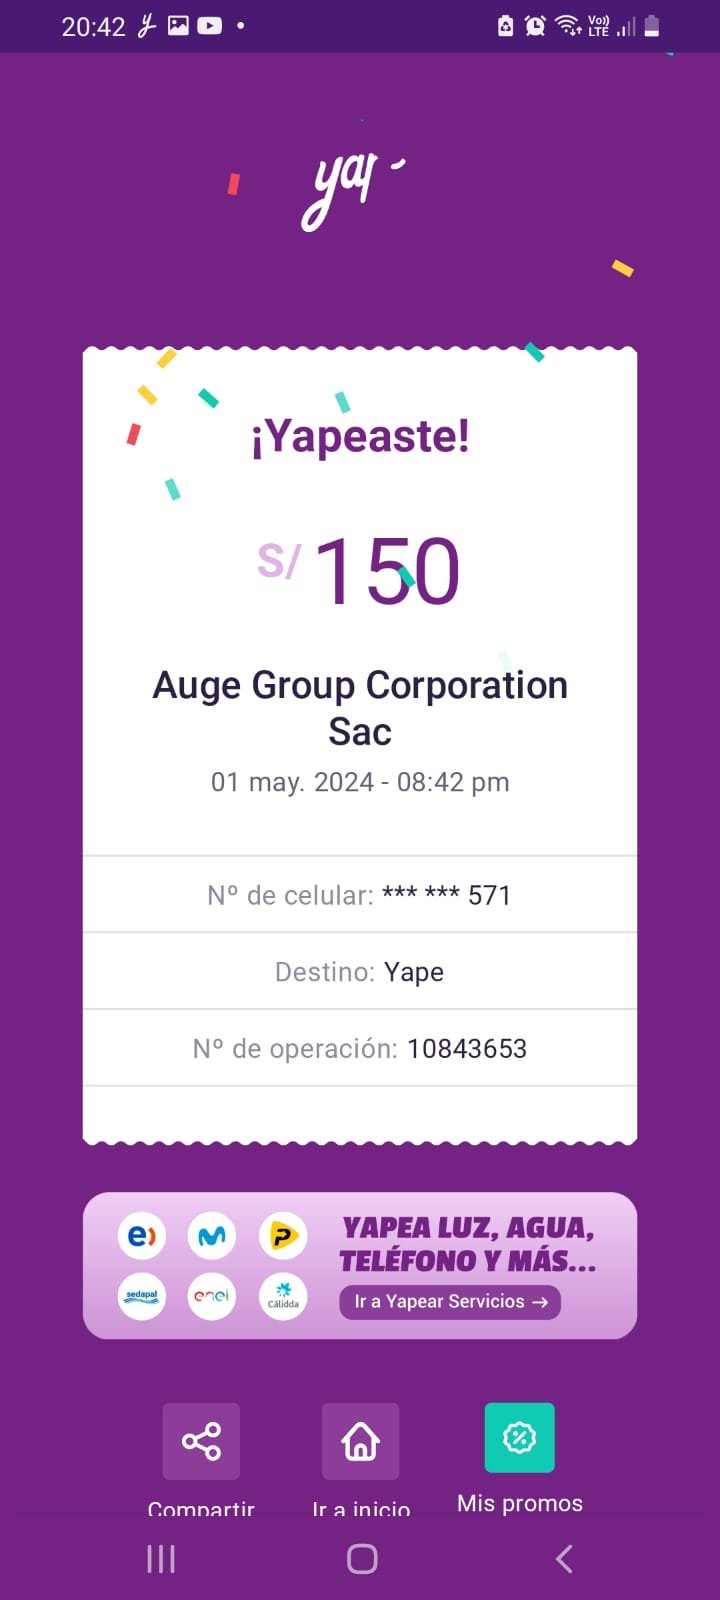 20:42
Vo))
LTE
yap
¡Yapeaste!
S/ 150
Auge Group Corporation
Sac
01 may. 2024 - 08:42 pm
Nº de celular: *** *** 571
Destino: Yape
Nº de operación: 10843653
YAPEA LUZ, AGUA,
TELÉFONO Y MÁS...
Ir a Yapear Servicios →
e)
P
sedapal
enel
Cálidda
Compartir
Ir a inicio
Mis promos